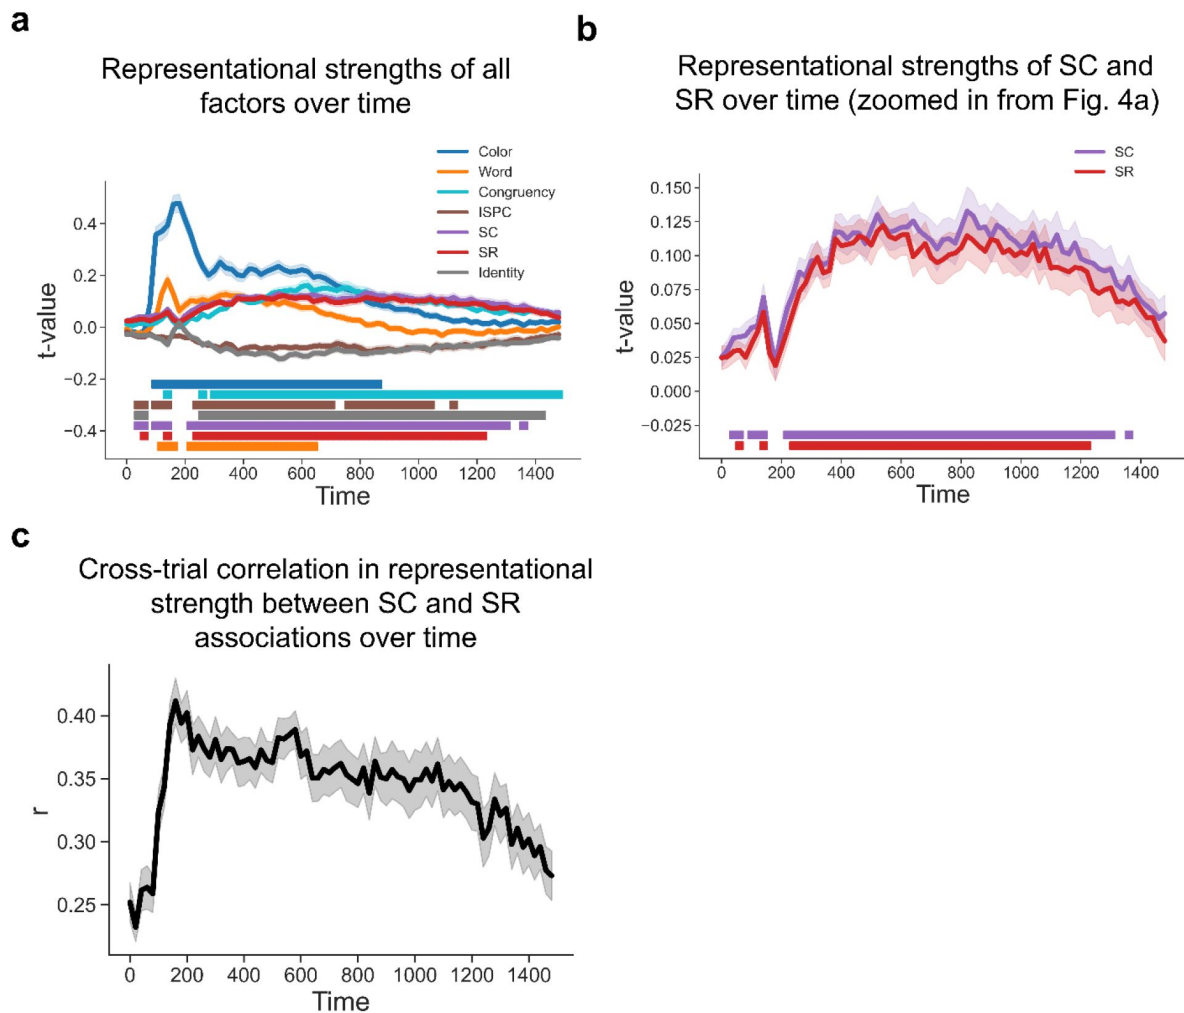 a
Representational strengths of all
factors over time
Color
Word
Congruency
ISPC
SC
SR
Identity
0.4
0.2
0.0
−0.2
−0.4
t-value
0 200 400 600 800 1000 1200 1400
Time
b
Representational strengths of SC and
SR over time (zoomed in from Fig. 4a)
SC
SR
0.150
0.125
0.100
0.075
0.050
0.025
0.000
−0.025
t-value
0 200 400 600 800 1000 1200 1400
Time
c
Cross-trial correlation in representational
strength between SC and SR
associations over time
0.40
0.35
0.30
0.25
r
0 200 400 600 800 1000 1200 1400
Time